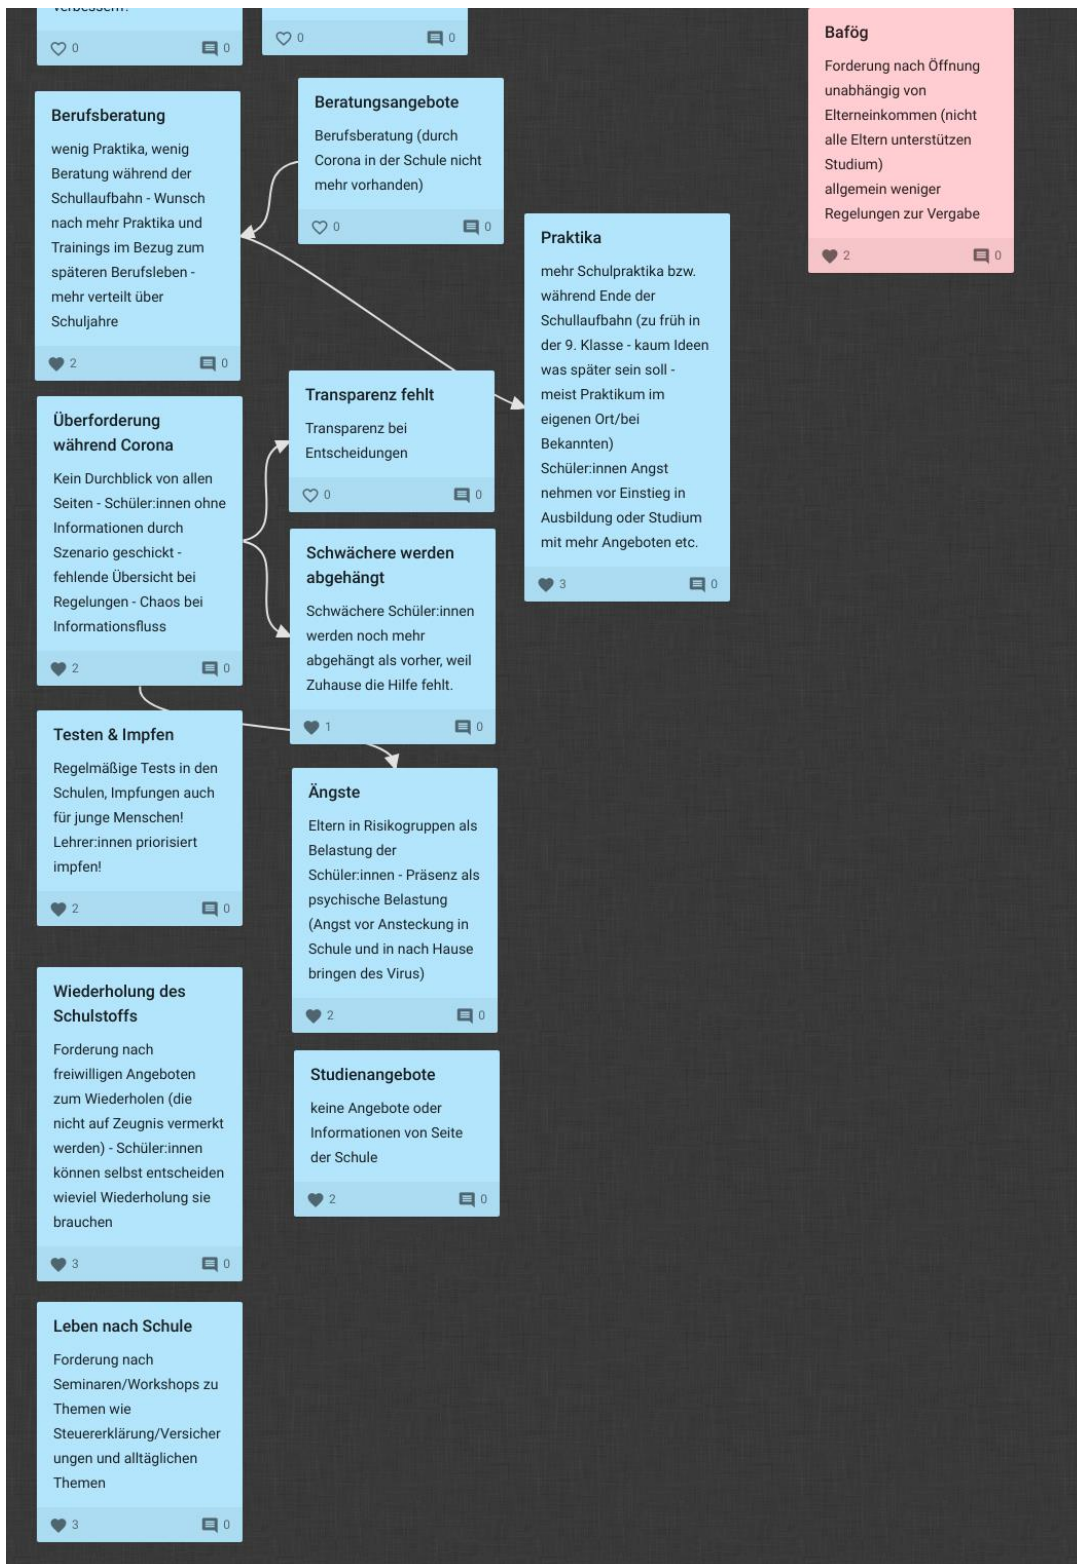 verbessern?
0 0
0 0
Berufsberatung
wenig Praktika, wenig
Beratung während der
Schullaufbahn - Wunsch
nach mehr Praktika und
Trainings im Bezug zum
späteren Berufsleben -
mehr verteilt über
Schuljahre
2 0
Beratungsangebote
Berufsberatung (durch
Corona in der Schule nicht
mehr vorhanden)
0 0
Praktika
mehr Schulpraktika bzw.
während Ende der
Schullaufbahn (zu früh in
der 9. Klasse - kaum Ideen
was später sein soll -
meist Praktikum im
eigenen Ort/bei
Bekannten)
Schüler:innen Angst
nehmen vor Einstieg in
Ausbildung oder Studium
mit mehr Angeboten etc.
3 0
Bafög
Forderung nach Öffnung
unabhängig von
Elterneinkommen (nicht
alle Eltern unterstützen
Studium)
allgemein weniger
Regelungen zur Vergabe
2 0
Überforderung
während Corona
Kein Durchblick von allen
Seiten - Schüler:innen ohne
Informationen durch
Szenario geschickt -
fehlende Übersicht bei
Regelungen - Chaos bei
Informationsfluss
2 0
Transparenz fehlt
Transparenz bei
Entscheidungen
0 0
Schwächere werden
abgehängt
Schwächere Schüler:innen
werden noch mehr
abgehängt als vorher, weil
Zuhause die Hilfe fehlt.
1 0
Testen & Impfen
Regelmäßige Tests in den
Schulen, Impfungen auch
für junge Menschen!
Lehrer:innen priorisiert
impfen!
2 0
Ängste
Eltern in Risikogruppen als
Belastung der
Schüler:innen - Präsenz als
psychische Belastung
(Angst vor Ansteckung in
Schule und in nach Hause
bringen des Virus)
2 0
Wiederholung des
Schulstoffs
Forderung nach
freiwilligen Angeboten
zum Wiederholen (die
nicht auf Zeugnis vermerkt
werden) - Schüler:innen
können selbst entscheiden
wieviel Wiederholung sie
brauchen
3 0
Studienangebote
keine Angebote oder
Informationen von Seite
der Schule
2 0
Leben nach Schule
Forderung nach
Seminaren/Workshops zu
Themen wie
Steuererklärung/Versicher
ungen und alltäglichen
Themen
3 0